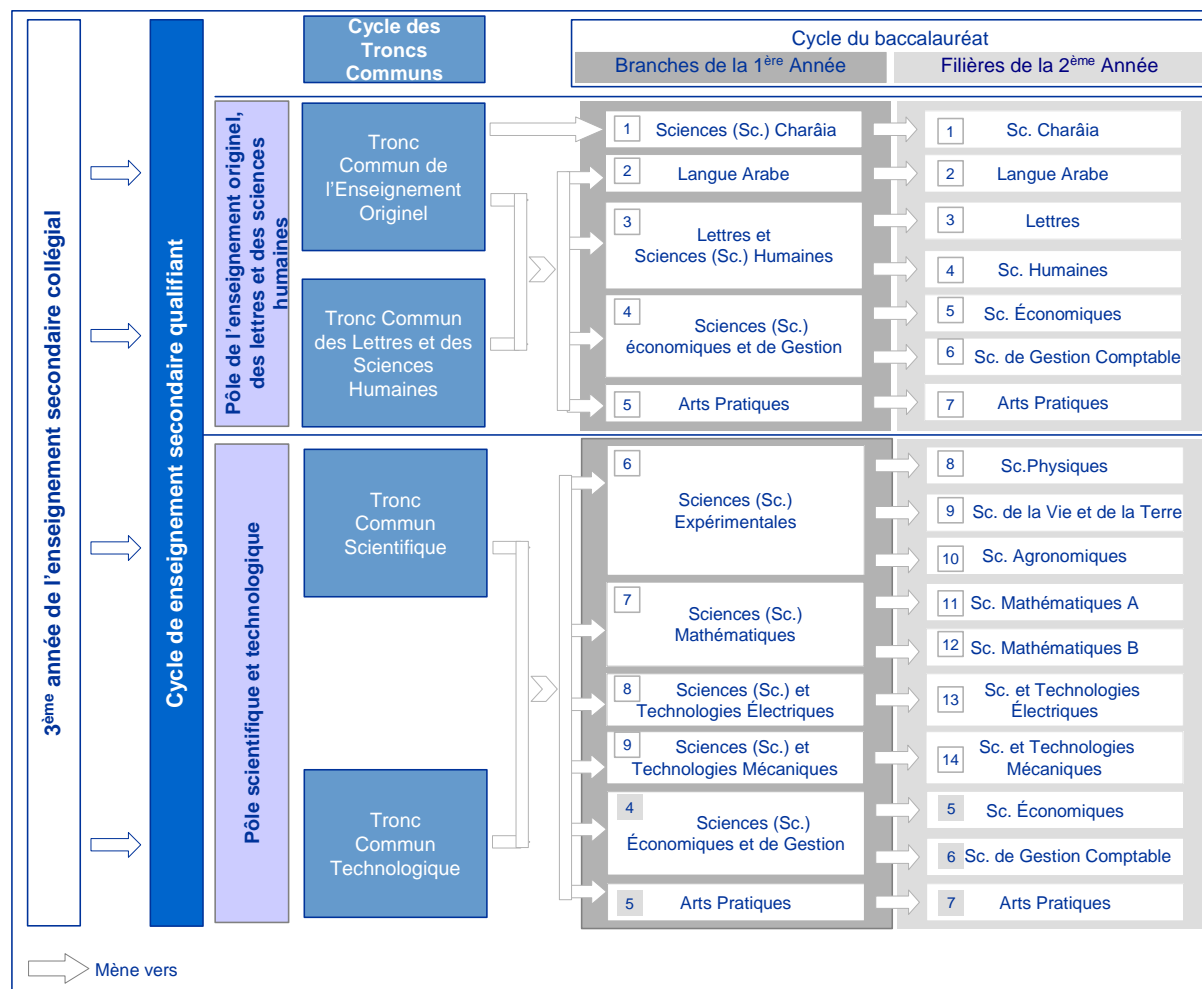 3ème année de l'enseignement secondaire collégial
Cycle de enseignement secondaire qualifiant
Cycle des
Troncs
Communs
Cycle du baccalauréat
Branches de la 1ère Année
Filières de la 2ème Année
Pôle de l'enseignement originel,
des lettres et des sciences
humaines
Tronc
Commun de
l'Enseignement
Originel
Tronc Commun
des Lettres et des
Sciences
Humaines
1 Sciences (Sc.) Charâia
2 Langue Arabe
3 Lettres et
Sciences (Sc.) Humaines
4 Sciences (Sc.)
économiques et de Gestion
5 Arts Pratiques
1 Sc. Charâia
2 Langue Arabe
3 Lettres
4 Sc. Humaines
5 Sc. Économiques
6 Sc. de Gestion Comptable
7 Arts Pratiques
Pôle scientifique et technologique
Tronc
Commun
Scientifique
Tronc
Commun
Technologique
6 Sciences (Sc.)
Expérimentales
7 Sciences (Sc.)
Mathématiques
8 Sciences (Sc.) et
Technologies Électriques
9 Sciences (Sc.) et
Technologies Mécaniques
4 Sciences (Sc.)
Économiques et de Gestion
5 Arts Pratiques
8 Sc.Physiques
9 Sc. de la Vie et de la Terre
10 Sc. Agronomiques
11 Sc. Mathématiques A
12 Sc. Mathématiques B
13 Sc. et Technologies
Électriques
14 Sc. et Technologies
Mécaniques
5 Sc. Économiques
6 Sc. de Gestion Comptable
7 Arts Pratiques
Mène vers